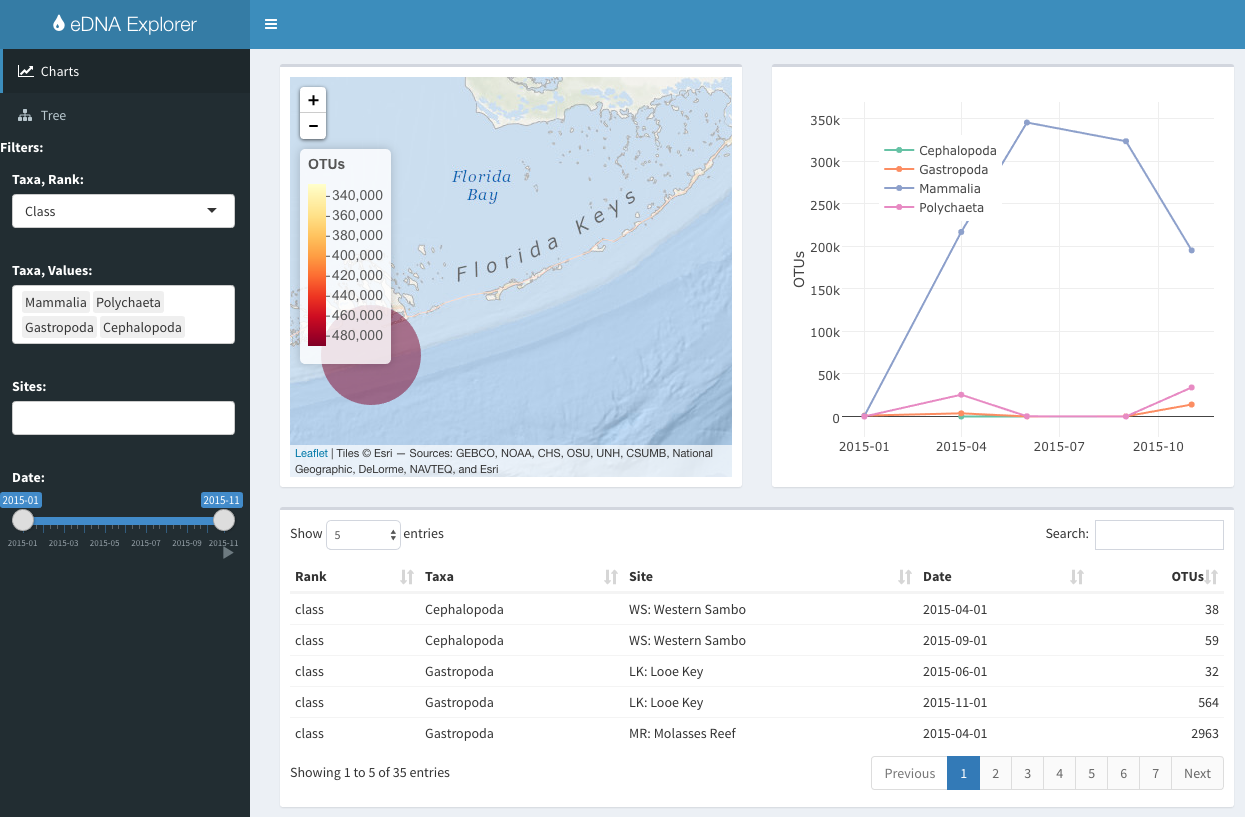 eDNA Explorer
Charts
Tree
Filters:
Taxa, Rank:
Class
Taxa, Values:
Mammalia Polychaeta
Gastropoda Cephalopoda
Sites:
Date:
2015-01 2015-11
2015-01 2015-03 2015-05 2015-07 2015-09 2015-11
+
−
OTUs
340,000
360,000
380,000
400,000
420,000
440,000
460,000
480,000
Florida
Bay
Florida Keys
Leaflet | Tiles © Esri — Sources: GEBCO, NOAA, CHS, OSU, UNH, CSUMB, National
Geographic, DeLorme, NAVTEQ, and Esri
350k
300k
250k
200k
150k
100k
50k
0
OTUs
Cephalopoda
Gastropoda
Mammalia
Polychaeta
2015-01 2015-04 2015-07 2015-10
Show 5 entries Search:
Rank Taxa Site Date OTUs
class Cephalopoda WS: Western Sambo 2015-04-01 38
class Cephalopoda WS: Western Sambo 2015-09-01 59
class Gastropoda LK: Looe Key 2015-06-01 32
class Gastropoda LK: Looe Key 2015-11-01 564
class Gastropoda MR: Molasses Reef 2015-04-01 2963
Showing 1 to 5 of 35 entries Previous 1 2 3 4 5 6 7 Next